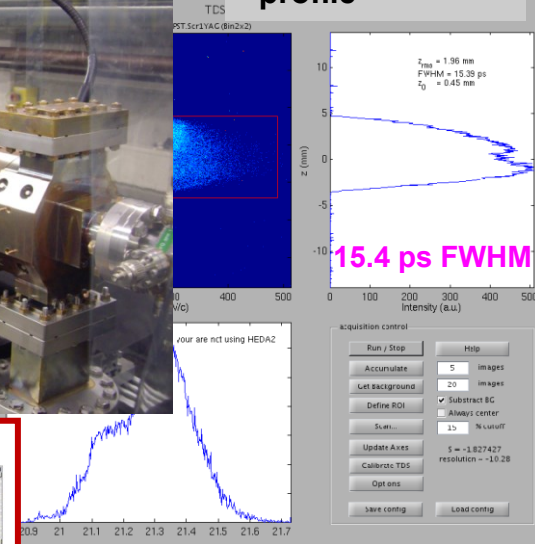 profile
TDS
PST.Scr1YAG (Bin2x2)
z_rms = 1.96 mm
FWHM = 15.39 ps
z_0 = 0.45 mm
10
5
0
-5
-10
z (mm)
15.4 ps FWHM
400
500
0
100
200
300
400
500
Intensity (a.u.)
your are not using HEDA2
20.9
21
21.1
21.2
21.3
21.4
21.5
21.6
21.7
acquisition control
Run / Stop
Help
Accumulate
5
images
Get Background
20
images
Define ROI
Substract BG
Always center
Scan...
15
% cutoff
Update Axes
S = -1.827427
Calibrate TDS
resolution = -10.28
Options
Save config
Load config